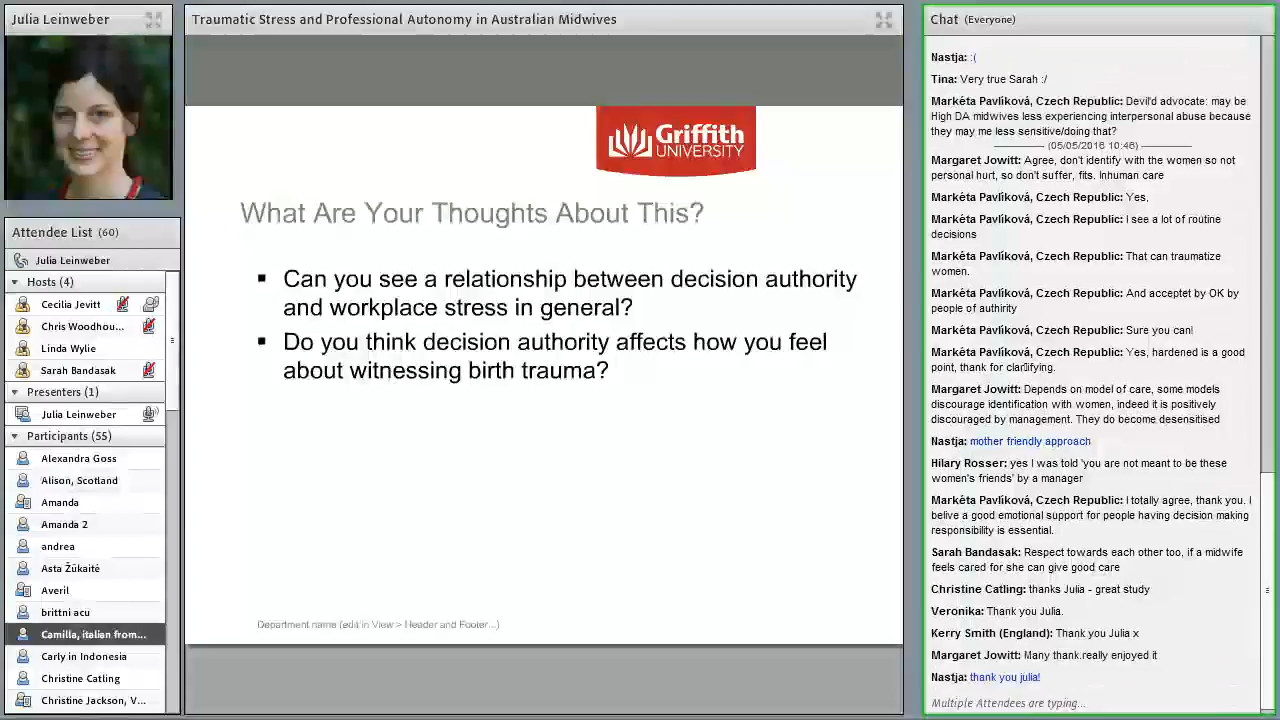 Julia Leinweber
Attendee List (60)
Julia Leinweber
Hosts (4)
Cecilia Jevitt
Chris Woodhou...
Linda Wylie
Sarah Bandasak
Presenters (1)
Julia Leinweber
Participants (55)
Alexandra Goss
Alison, Scotland
Amanda
Amanda 2
andrea
Asta Žūkaitė
Averil
brittni acu
Camilla, italian from...
Carly in Indonesia
Christine Catling
Christine Jackson, V...
Traumatic Stress and Professional Autonomy in Australian Midwives
Griffith
UNIVERSITY
What Are Your Thoughts About This?
▪ Can you see a relationship between decision authority
and workplace stress in general?
▪ Do you think decision authority affects how you feel
about witnessing birth trauma?
Department name (edit in View > Header and Footer...)
Chat (Everyone)
Nastja: :(
Tina: Very true Sarah :/
Markéta Pavlíková, Czech Republic: Devil'd advocate: may be
High DA midwives less experiencing interpersonal abuse because
they may me less sensitive/doing that?
(05/05/2016 10:46)
Margaret Jowitt: Agree, don't identify with the women so not
personal hurt, so don't suffer, fits. Inhuman care
Markéta Pavlíková, Czech Republic: Yes,
Markéta Pavlíková, Czech Republic: I see a lot of routine
decisions
Markéta Pavlíková, Czech Republic: That can traumatize
women.
Markéta Pavlíková, Czech Republic: And acceptet by OK by
people of authirity
Markéta Pavlíková, Czech Republic: Sure you can!
Markéta Pavlíková, Czech Republic: Yes, hardened is a good
point, thank for clarifying.
Margaret Jowitt: Depends on model of care, some models
discourage identification with women, indeed it is positively
discouraged by management. They do become desensitised
Nastja: mother friendly approach
Hilary Rosser: yes I was told 'you are not meant to be these
women's friends' by a manager
Markéta Pavlíková, Czech Republic: I totally agree, thank you. I
belive a good emotional support for people having decision making
responsibility is essential.
Sarah Bandasak: Respect towards each other too, if a midwife
feels cared for she can give good care
Christine Catling: thanks Julia - great study
Veronika: Thank you Julia.
Kerry Smith (England): Thank you Julia x
Margaret Jowitt: Many thank.really enjoyed it
Nastja: thank you julia!
Multiple Attendees are typing...